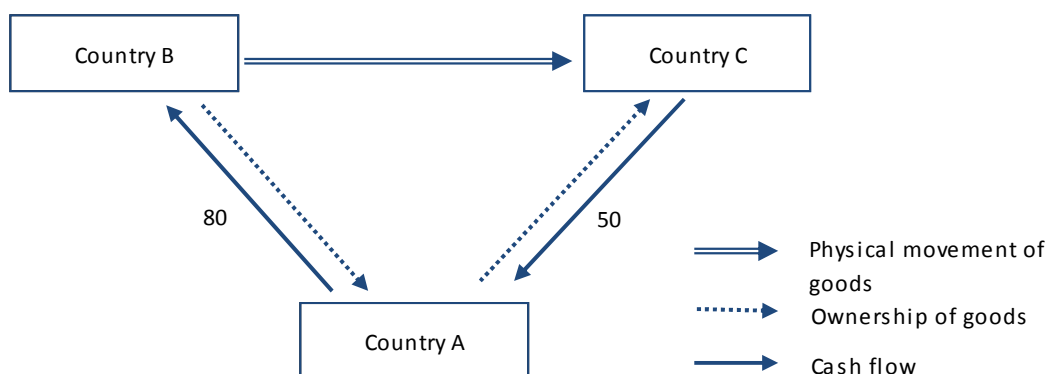 Country B
Country C
80
50
Country A
Physical movement of
goods
Ownership of goods
Cash flow